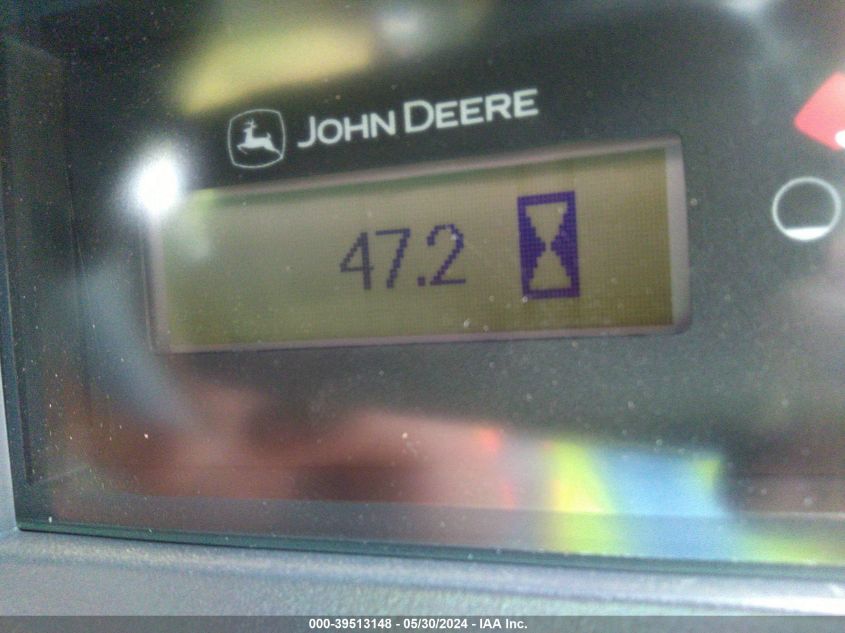 JOHN DEERE
47.2
000-39513148 - 05/30/2024 - IAA Inc.